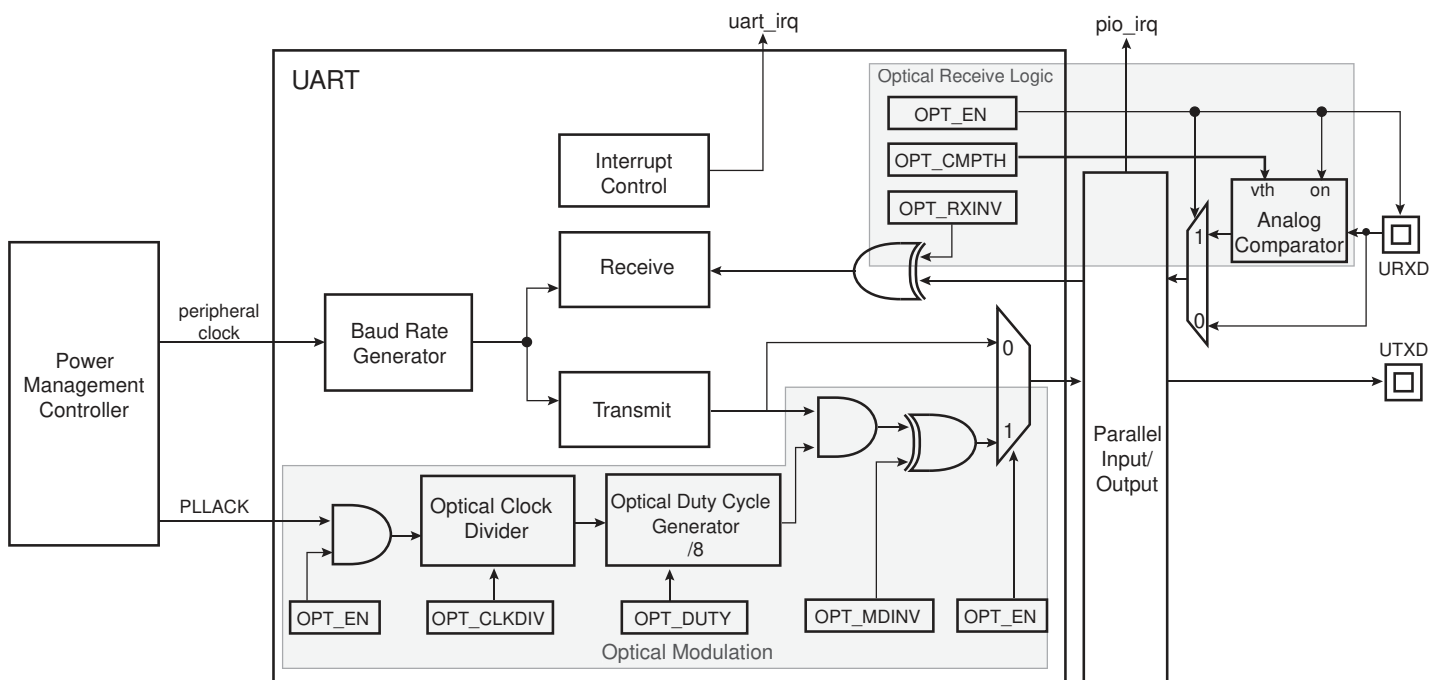 uart_irq
pio_irq
UART
Optical Receive Logic
OPT_EN
OPT_CMPTH
OPT_RXINV
Interrupt
Control
vth
on
Analog
Comparator
1
0
URXD
Receive
peripheral
clock
Baud Rate
Generator
Power
Management
Controller
Transmit
0
1
UTXD
Parallel
Input/
Output
PLLACK
Optical Clock
Divider
Optical Duty Cycle
Generator
/8
OPT_EN
OPT_CLKDIV
OPT_DUTY
OPT_MDINV
OPT_EN
Optical Modulation